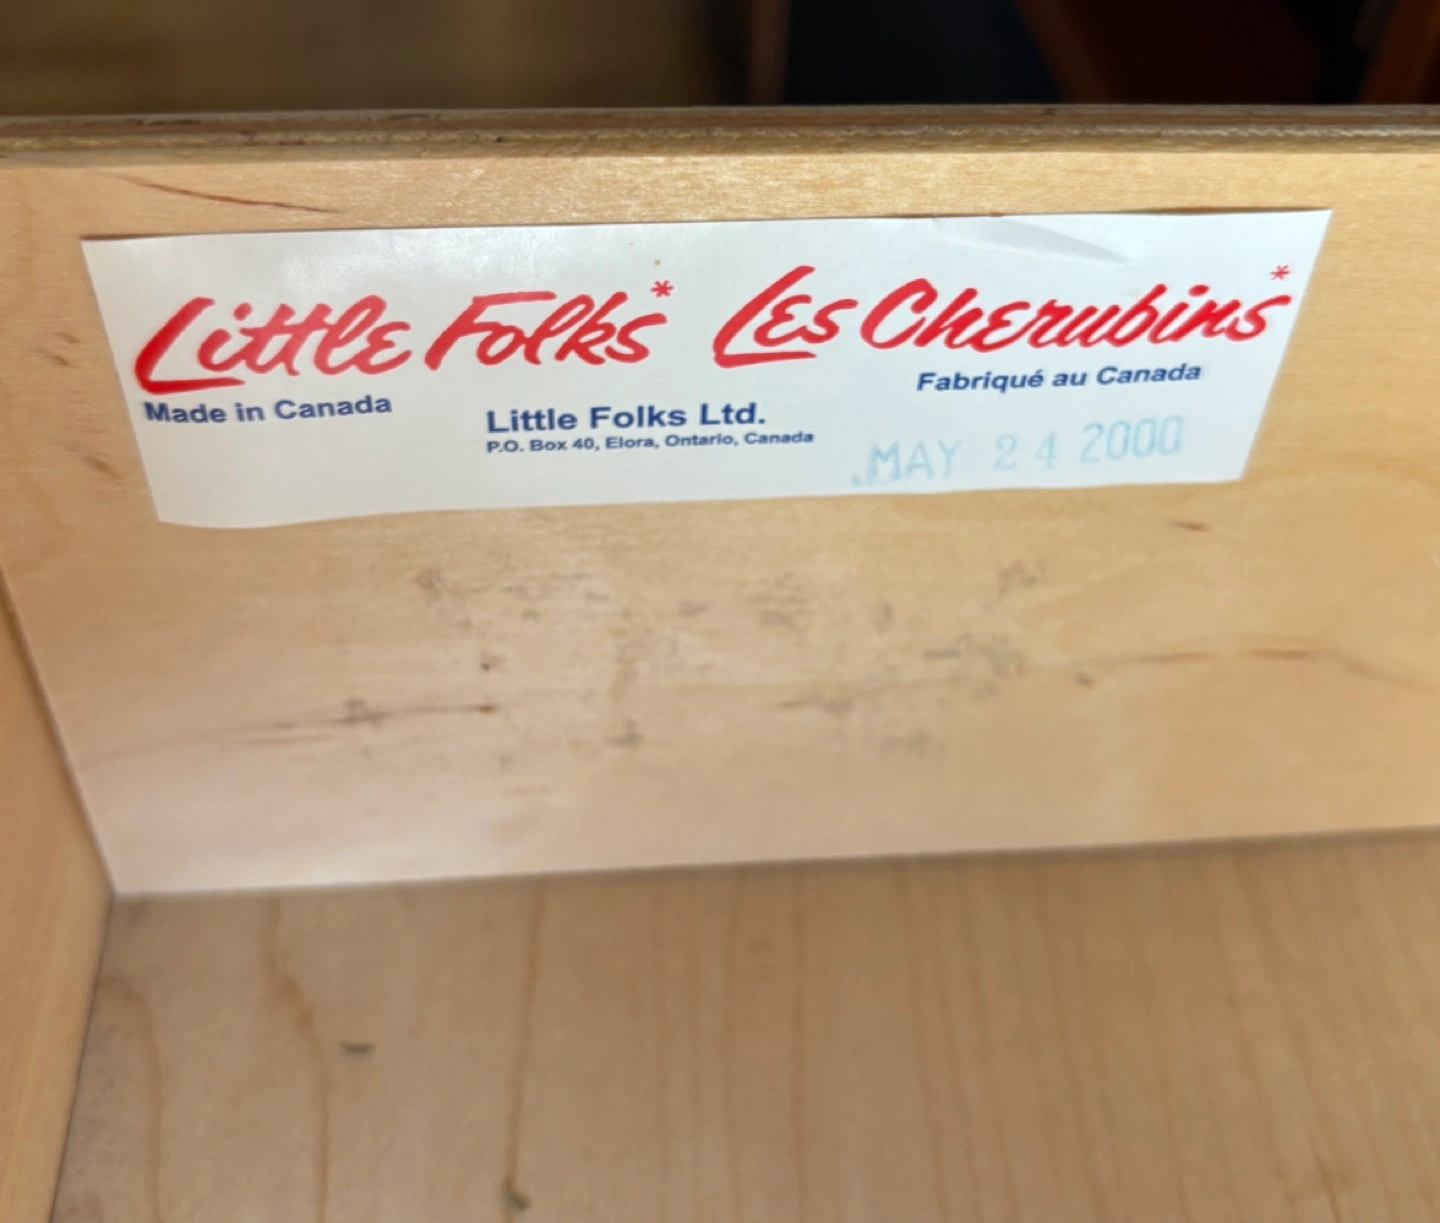 Little Folks* Les Cherubins*
Made in Canada
Fabriqué au Canada
Little Folks Ltd.
P.O. Box 40, Elora, Ontario, Canada
MAY 24 2000